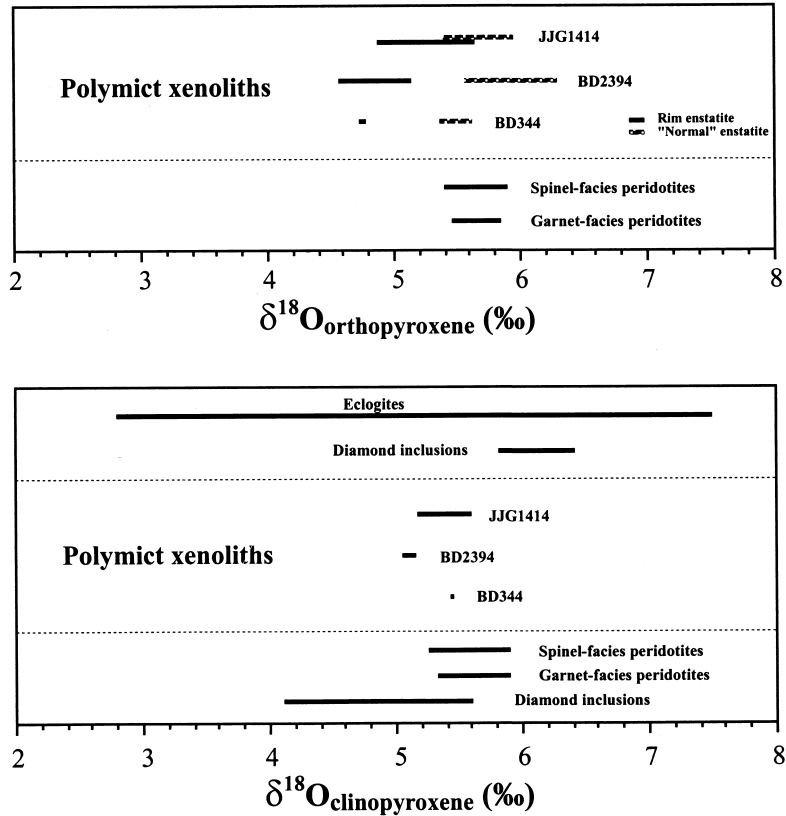 JJG1414
Polymict xenoliths
BD2394
BD344
Rim enstatite
"Normal" enstatite
Spinel-facies peridotites
Garnet-facies peridotites
2 3 4 5 6 7 8
δ¹⁸Oorthopyroxene (‰)
Eclogites
Diamond inclusions
JJG1414
Polymict xenoliths
BD2394
BD344
Spinel-facies peridotites
Garnet-facies peridotites
Diamond inclusions
2 3 4 5 6 7 8
δ¹⁸Oclinopyroxene (‰)